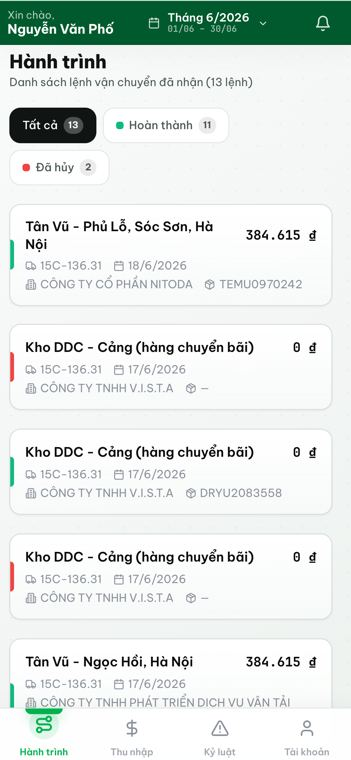 Xin chào,
Nguyễn Văn Phố
Tháng 6/2026
01/06 – 30/06
Hành trình
Danh sách lệnh vận chuyển đã nhận (13 lệnh)
Tất cả 13
Hoàn thành 11
Đã hủy 2
Tân Vũ - Phủ Lỗ, Sóc Sơn, Hà Nội
384.615 ₫
15C-136.31 18/6/2026
CÔNG TY CỔ PHẦN NITODA TEMU0970242
Kho DDC - Cảng (hàng chuyển bãi) 0 ₫
15C-136.31 17/6/2026
CÔNG TY TNHH V.I.S.T.A —
Kho DDC - Cảng (hàng chuyển bãi) 0 ₫
15C-136.31 17/6/2026
CÔNG TY TNHH V.I.S.T.A DRYU2083558
Kho DDC - Cảng (hàng chuyển bãi) 0 ₫
15C-136.31 17/6/2026
CÔNG TY TNHH V.I.S.T.A —
Tân Vũ - Ngọc Hồi, Hà Nội 384.615 ₫
15C-136.31 17/6/2026
CÔNG TY TNHH PHÁT TRIỂN DỊCH VỤ VẬN TẢI
Hành trình Thu nhập Kỷ luật Tài khoản